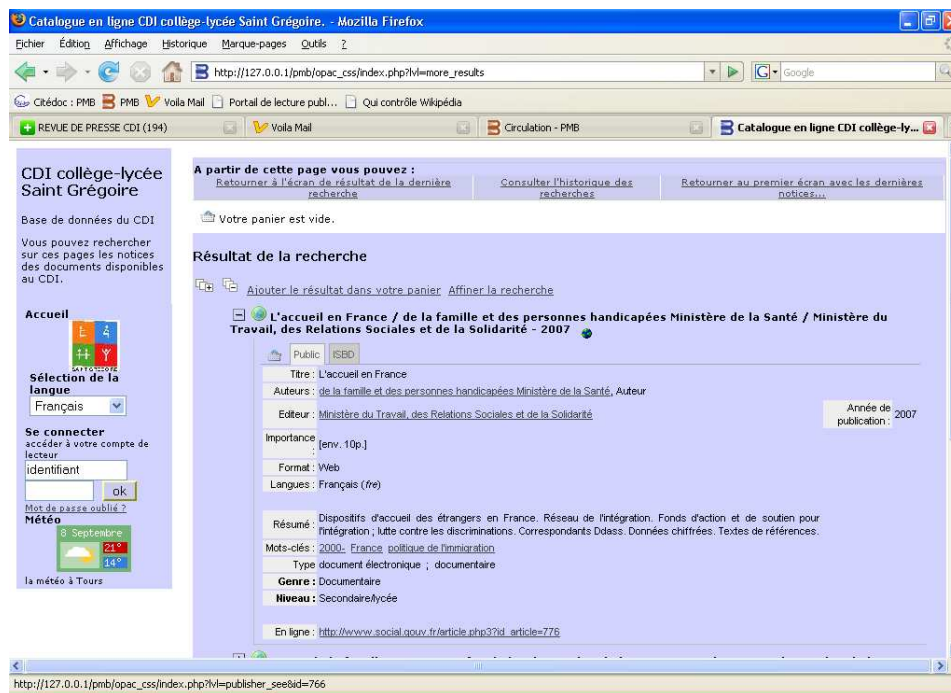 Catalogue en ligne CDI collège-lycée Saint Grégoire. - Mozilla Firefox
Fichier Édition Affichage Historique Marque-pages Outils ?
http://127.0.0.1/pmb/opac_css/index.php?lvl=more_results
Google
Citédoc : PMB PMB Voila Mail Portail de lecture publ... Qui contrôle Wikipédia
REVUE DE PRESSE CDI (194) Voila Mail Circulation - PMB Catalogue en ligne CDI collège-ly...
CDI collège-lycée
Saint Grégoire
Base de données du CDI
Vous pouvez rechercher
sur ces pages les notices
des documents disponibles
au CDI.
Accueil
Sélection de la
langue
Français
Se connecter
accéder à votre compte de
lecteur
identifiant
ok
Mot de passe oublié ?
Météo
8 Septembre
21°
14°
la météo à Tours
A partir de cette page vous pouvez :
Retourner à l'écran de résultat de la dernière
recherche
Consulter l'historique des
recherches
Retourner au premier écran avec les dernières
notices...
Votre panier est vide.
Résultat de la recherche
Ajouter le résultat dans votre panier Affiner la recherche
L'accueil en France / de la famille et des personnes handicapées Ministère de la Santé / Ministère du
Travail, des Relations Sociales et de la Solidarité - 2007
Public ISBD
Titre : L'accueil en France
Auteurs : de la famille et des personnes handicapées Ministère de la Santé, Auteur
Editeur : Ministère du Travail, des Relations Sociales et de la Solidarité
Année de
publication : 2007
Importance
: [env. 10p.]
Format : Web
Langues : Français (fre)
Résumé : Dispositifs d'accueil des étrangers en France. Réseau de l'intégration. Fonds d'action et de soutien pour
l'intégration ; lutte contre les discriminations. Correspondants Ddass. Données chiffrées. Textes de références.
Mots-clés : 2000- France politique de l'immigration
Type document électronique ; documentaire
Genre : Documentaire
Niveau : Secondaire/lycée
En ligne : http://www.social.gouv.fr/article.php3?id_article=776
http://127.0.0.1/pmb/opac_css/index.php?lvl=publisher_see&id=766